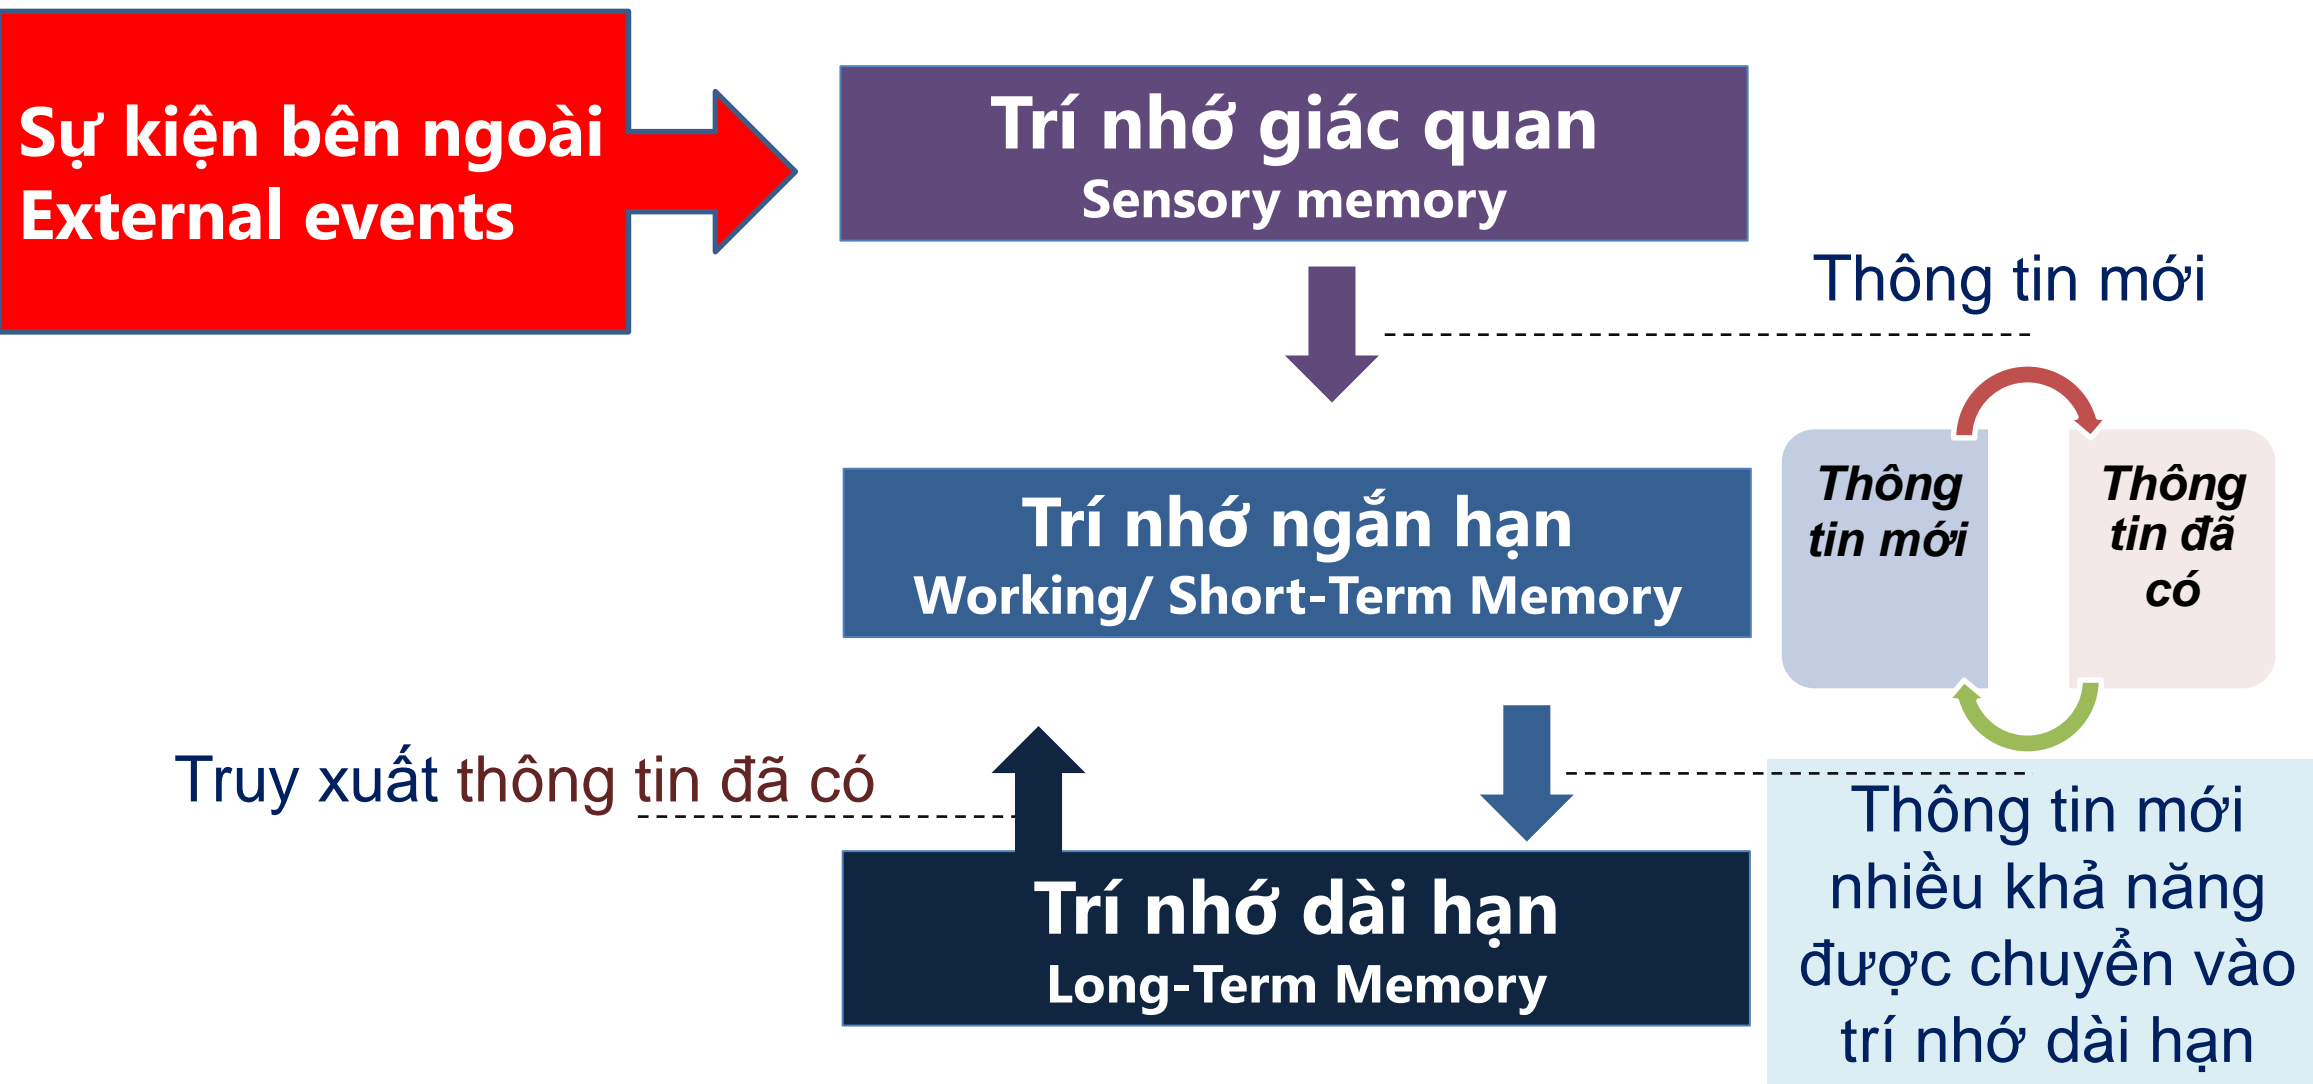 Sự kiện bên ngoài
External events
Trí nhớ giác quan
Sensory memory
Thông tin mới
Trí nhớ ngắn hạn
Working/ Short-Term Memory
Thông
tin mới
Thông
tin đã
có
Truy xuất thông tin đã có
Trí nhớ dài hạn
Long-Term Memory
Thông tin mới
nhiều khả năng
được chuyển vào
trí nhớ dài hạn